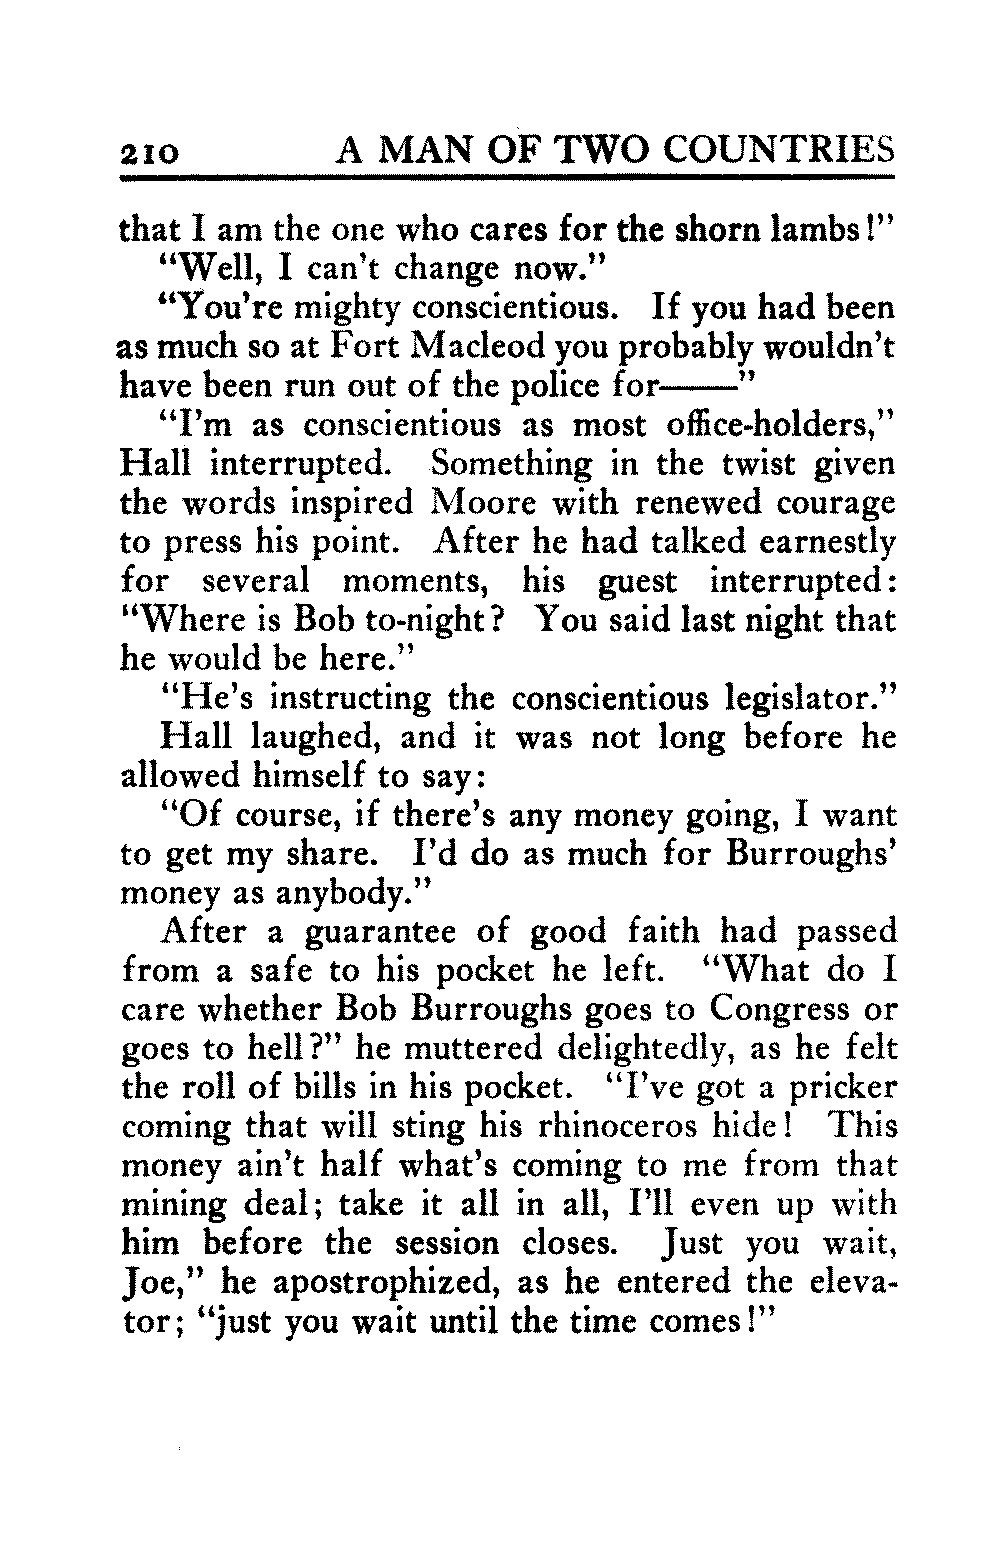 210 A MAN OF TWO COUNTRIES
that I am the one who cares for the shorn lambs!"
"Well, I can't change now."
"You're mighty conscientious. If you had been
as much so at Fort Macleod you probably wouldn't
have been run out of the police for——"
"I'm as conscientious as most office-holders,"
Hall interrupted. Something in the twist given
the words inspired Moore with renewed courage
to press his point. After he had talked earnestly
for several moments, his guest interrupted:
"Where is Bob to-night? You said last night that
he would be here."
"He's instructing the conscientious legislator."
Hall laughed, and it was not long before he
allowed himself to say:
"Of course, if there's any money going, I want
to get my share. I'd do as much for Burroughs'
money as anybody."
After a guarantee of good faith had passed
from a safe to his pocket he left. "What do I
care whether Bob Burroughs goes to Congress or
goes to hell?" he muttered delightedly, as he felt
the roll of bills in his pocket. "I've got a pricker
coming that will sting his rhinoceros hide! This
money ain't half what's coming to me from that
mining deal; take it all in all, I'll even up with
him before the session closes. Just you wait,
Joe," he apostrophized, as he entered the eleva-
tor; "just you wait until the time comes!"